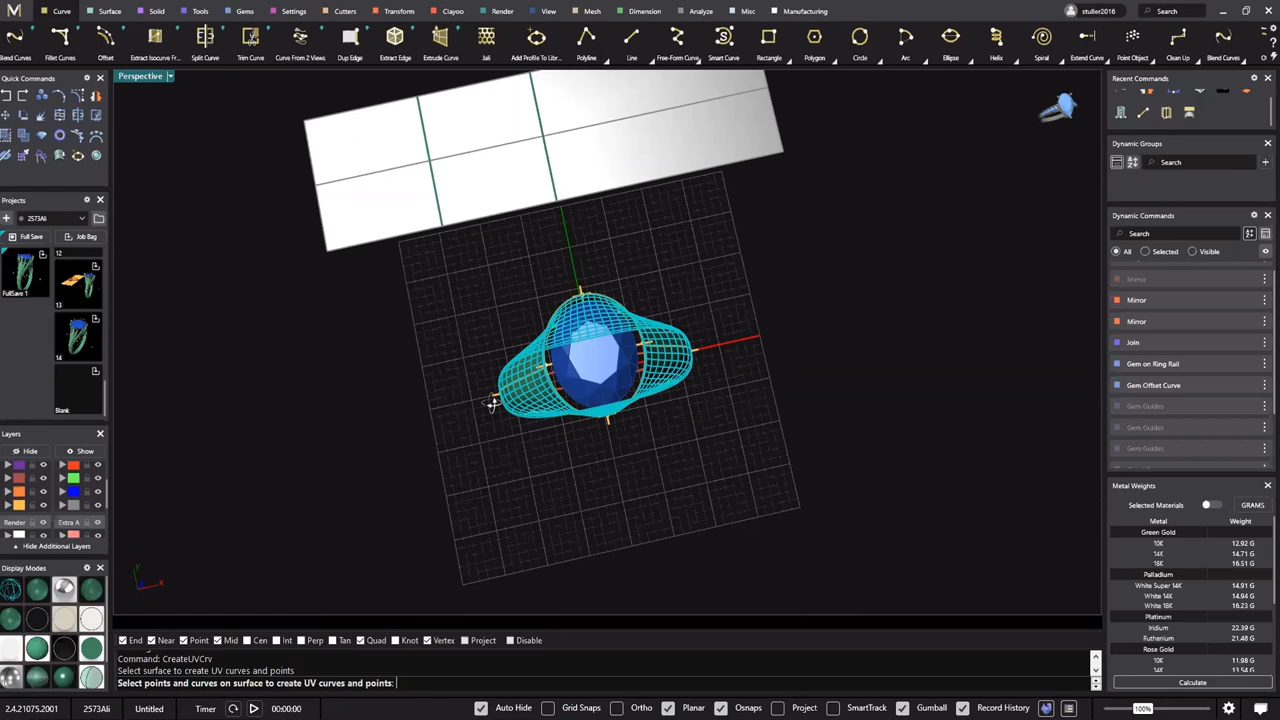 Curve Surface Solid Tools Gems Settings Cutters Transform Clayoo Render View Mesh Dimension Analyze Misc Manufacturing stuller2016 Search
Blend Curves Fillet Curves Offset Extract Isocurve Fr... Split Curve Trim Curve Curve From 2 Views Dup Edge Extract Edge Extrude Curve Jali Add Profile To Libr... Polyline Line Free-Form Curve Smart Curve Rectangle Polygon Circle Arc Ellipse Helix Spiral Extend Curve Point Object Clean Up Blend Curves
Quick Commands
Perspective
Recent Commands
Dynamic Groups
Search
Projects
2573Ali
Full Save Job Bag
FullSave 1
12
13
14
Blank
Dynamic Commands
Search
All Selected Visible
Mirror
Mirror
Mirror
Join
Gem on Ring Rail
Gem Offset Curve
Gem Guides
Gem Guides
Gem Guides
Layers
Hide Show
Render Extra A
Hide Additional Layers
Display Modes
y
x
Metal Weights
Selected Materials GRAMS
Metal Weight
Green Gold
10K 12.92 G
14K 14.71 G
18K 16.51 G
Palladium
White Super 14K 14.91 G
White 14K 14.94 G
White 18K 16.23 G
Platinum
Iridium 22.39 G
Ruthenium 21.48 G
Rose Gold
10K 11.98 G
14K 13.54 G
Calculate
End Near Point Mid Cen Int Perp Tan Quad Knot Vertex Project Disable
Command: CreateUVCrv
Select surface to create UV curves and points
Select points and curves on surface to create UV curves and points:
2.4.21075.2001 2573Ali Untitled Timer 00:00:00 Auto Hide Grid Snaps Ortho Planar Osnaps Project SmartTrack Gumball Record History 100%